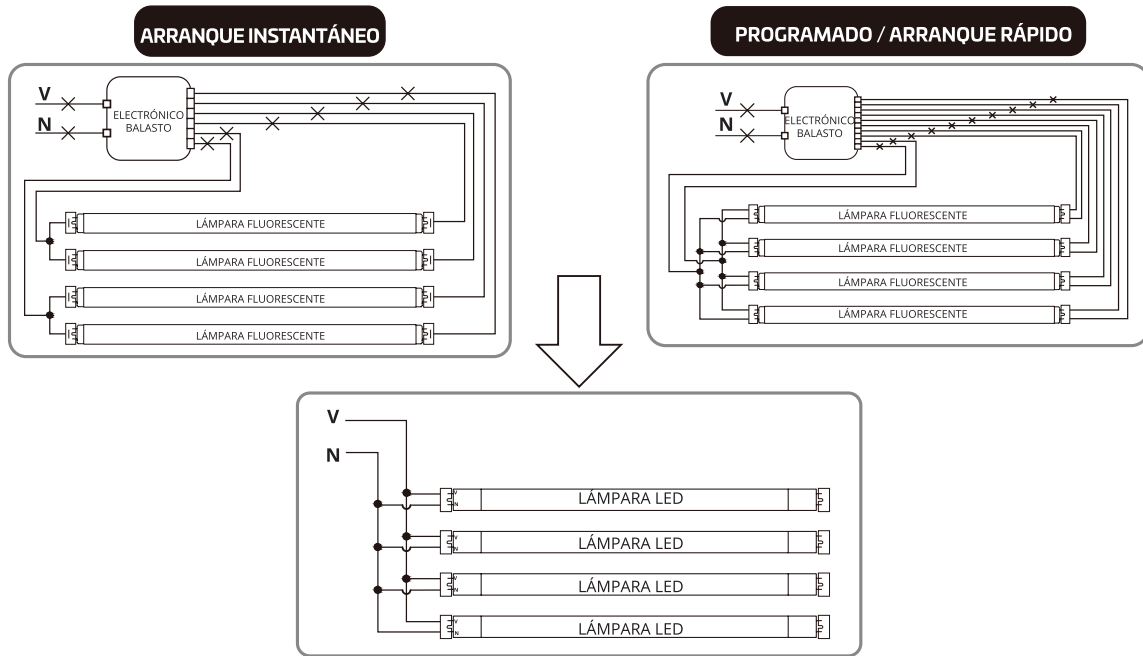 ARRANQUE INSTANTÁNEO
V
N
ELECTRÓNICO
BALASTO
LÁMPARA FLUORESCENTE
LÁMPARA FLUORESCENTE
LÁMPARA FLUORESCENTE
LÁMPARA FLUORESCENTE
PROGRAMADO / ARRANQUE RÁPIDO
V
N
ELECTRÓNICO
BALASTO
LÁMPARA FLUORESCENTE
LÁMPARA FLUORESCENTE
LÁMPARA FLUORESCENTE
LÁMPARA FLUORESCENTE
V
N
V
N
LÁMPARA LED
V
N
LÁMPARA LED
V
N
LÁMPARA LED
V
N
LÁMPARA LED